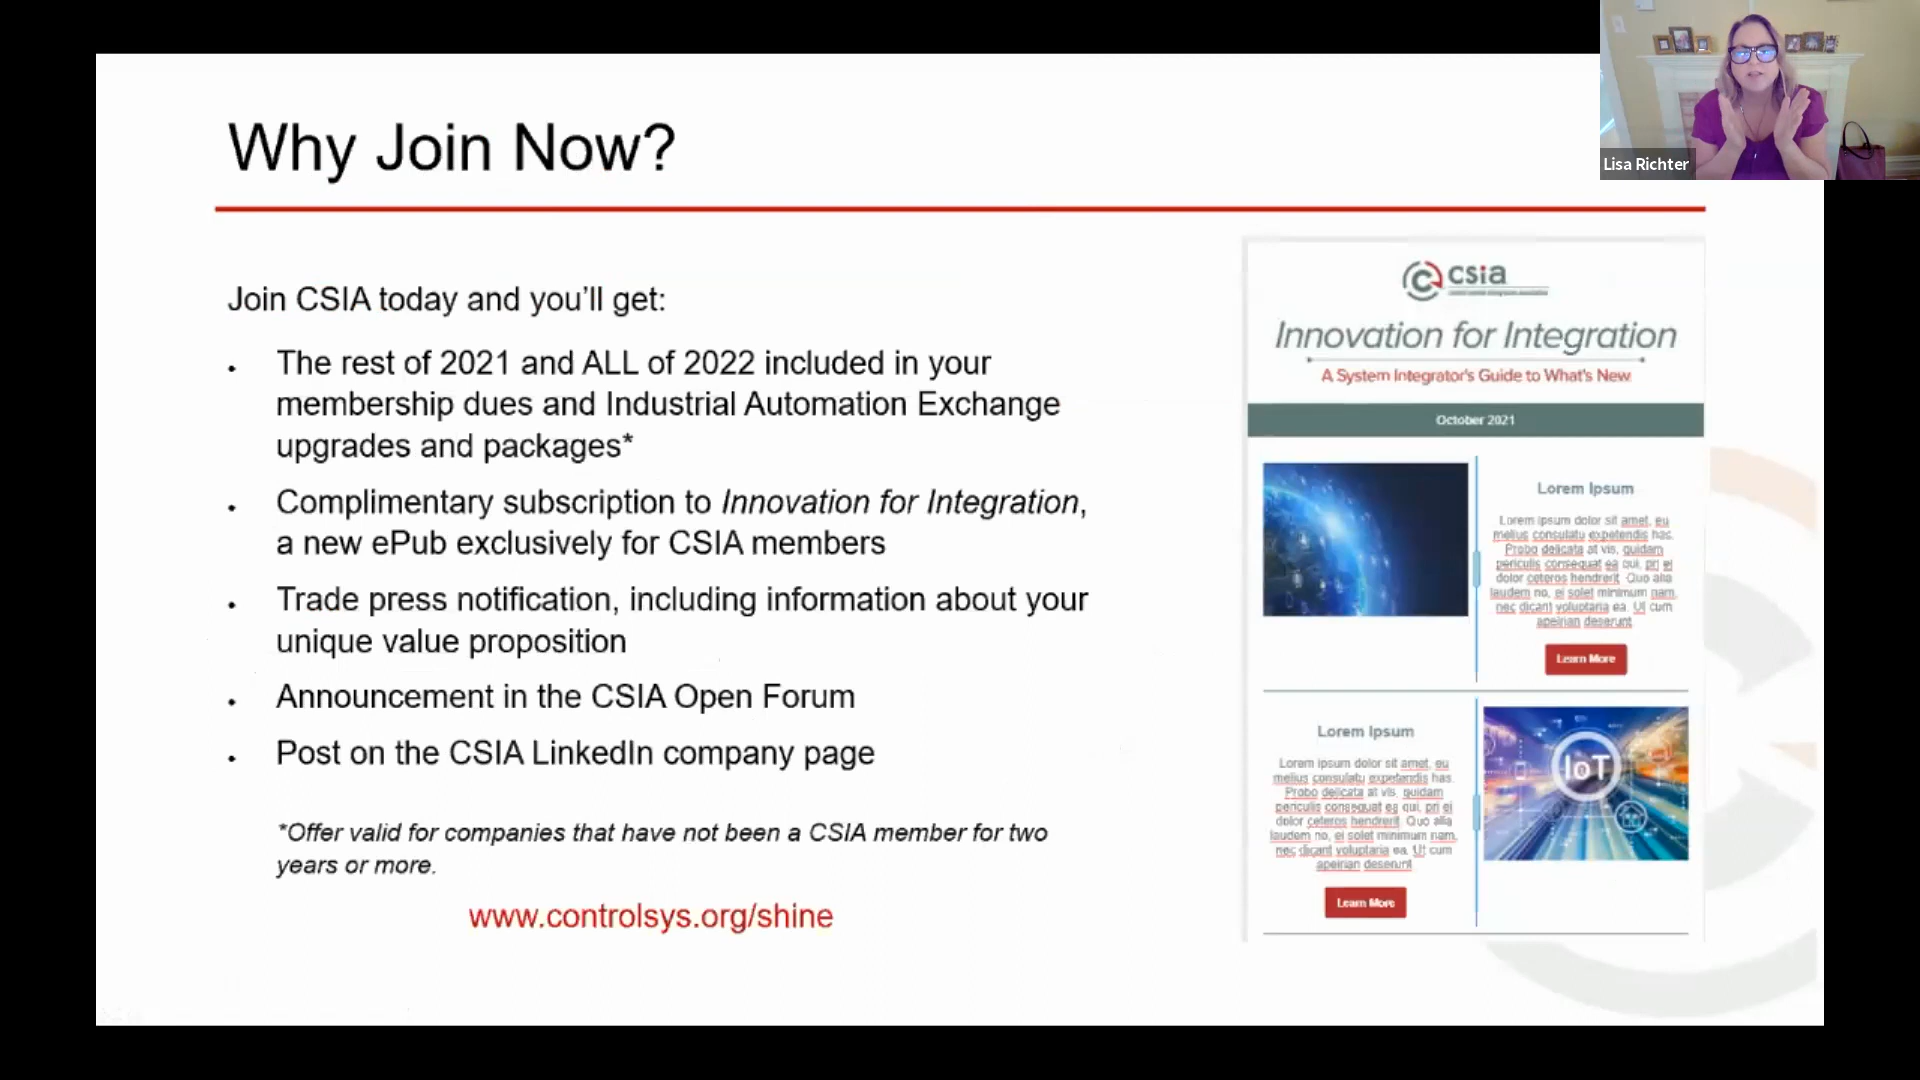 Why Join Now?
Lisa Richter
Join CSIA today and you'll get:
• The rest of 2021 and ALL of 2022 included in your
membership dues and Industrial Automation Exchange
upgrades and packages*
• Complimentary subscription to Innovation for Integration,
a new ePub exclusively for CSIA members
• Trade press notification, including information about your
unique value proposition
• Announcement in the CSIA Open Forum
• Post on the CSIA LinkedIn company page
*Offer valid for companies that have not been a CSIA member for two
years or more.
www.controlsys.org/shine
csia
Innovation for Integration
A System Integrator's Guide to What's New
October 2021
Lorem Ipsum
Lorem ipsum dolor sit amet, eu
melius consulatu expetendis has.
Probo delicata at vis, quidam
periculis consequat ea qui, pri ei
dolor ceteros hendrerit. Quo alia
laudem no, ei solet minimum nam,
nec dicant voluptaria ea. Ut cum
apeirian deserunt
Learn More
Lorem Ipsum
Lorem ipsum dolor sit amet, eu
melius consulatu expetendis has.
Probo delicata at vis, quidam
periculis consequat ea qui, pri ei
dolor ceteros hendrerit. Quo alia
laudem no, ei solet minimum nam,
nec dicant voluptaria ea. Ut cum
apeirian deserunt
Learn More
IoT